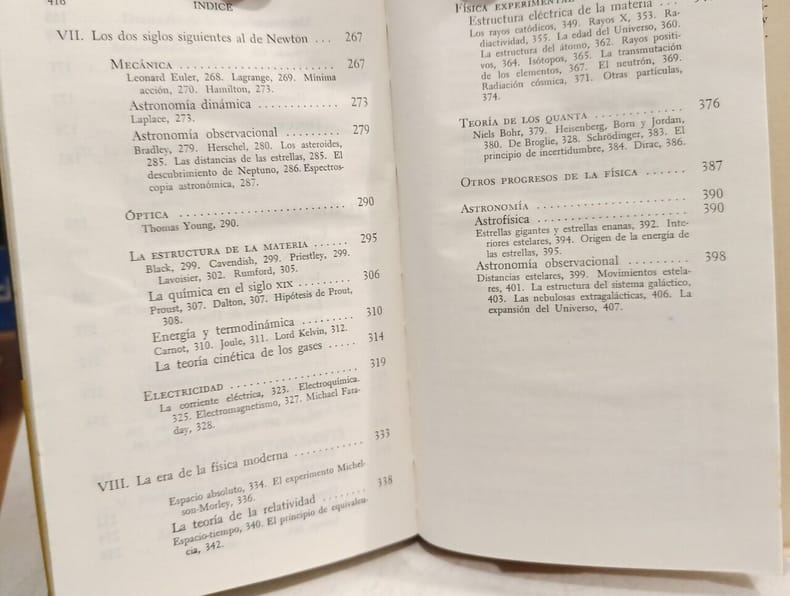 416
INDICE
VII. Los dos siglos siguientes al de Newton ... 267
MECÁNICA ........................ 267
Leonard Euler, 268. Lagrange, 269. Mínima
acción, 270. Hamilton, 273.
Astronomía dinámica ............. 273
Laplace, 273.
Astronomía observacional ......... 279
Bradley, 279. Herschel, 280. Los asteroides,
285. Las distancias de las estrellas, 285. El
descubrimiento de Neptuno, 286. Espectros-
copia astronómica, 287.
ÓPTICA .......................... 290
Thomas Young, 290.
LA ESTRUCTURA DE LA MATERIA ...... 295
Black, 299. Cavendish, 299. Priestley, 299.
Lavoisier, 302. Rumford, 305.
La química en el siglo XIX ......... 306
Proust, 307. Dalton, 307. Hipótesis de Prout,
308.
Energía y termodinámica ......... 310
Carnot, 310. Joule, 311. Lord Kelvin, 312.
La teoría cinética de los gases ..... 314
ELECTRICIDAD .................... 319
La corriente eléctrica, 323. Electroquímica.
325. Electromagnetismo, 327. Michael Fara-
day, 328.
VIII. La era de la física moderna ........... 333
Espacio absoluto, 334. El experimento Michel-
son-Morley, 336.
La teoría de la relatividad ........ 338
Espacio-tiempo, 340. El principio de equivalen-
cia, 342.
FÍSICA EXPERIMENTAL
Estructura eléctrica de la materia ...
Los rayos catódicos, 349. Rayos X, 353. Ra-
diactividad, 355. La edad del Universo, 360.
La estructura del átomo, 362. Rayos positi-
vos, 364. Isótopos, 365. La transmutación
de los elementos, 367. El neutrón, 369.
Radiación cósmica, 371. Otras partículas,
374.
TEORÍA DE LOS QUANTA ............. 376
Niels Bohr, 379. Heisenberg, Born y Jordan,
380. De Broglie, 328. Schrödinger, 383. El
principio de incertidumbre, 384. Dirac, 386.
OTROS PROGRESOS DE LA FÍSICA ...... 387
ASTRONOMÍA ...................... 390
Astrofísica ...................... 390
Estrellas gigantes y estrellas enanas, 392. Inte-
riores estelares, 394. Origen de la energía de
las estrellas, 395.
Astronomía observacional ......... 398
Distancias estelares, 399. Movimientos estela-
res, 401. La estructura del sistema galáctico,
403. Las nebulosas extragalácticas, 406. La
expansión del Universo, 407.